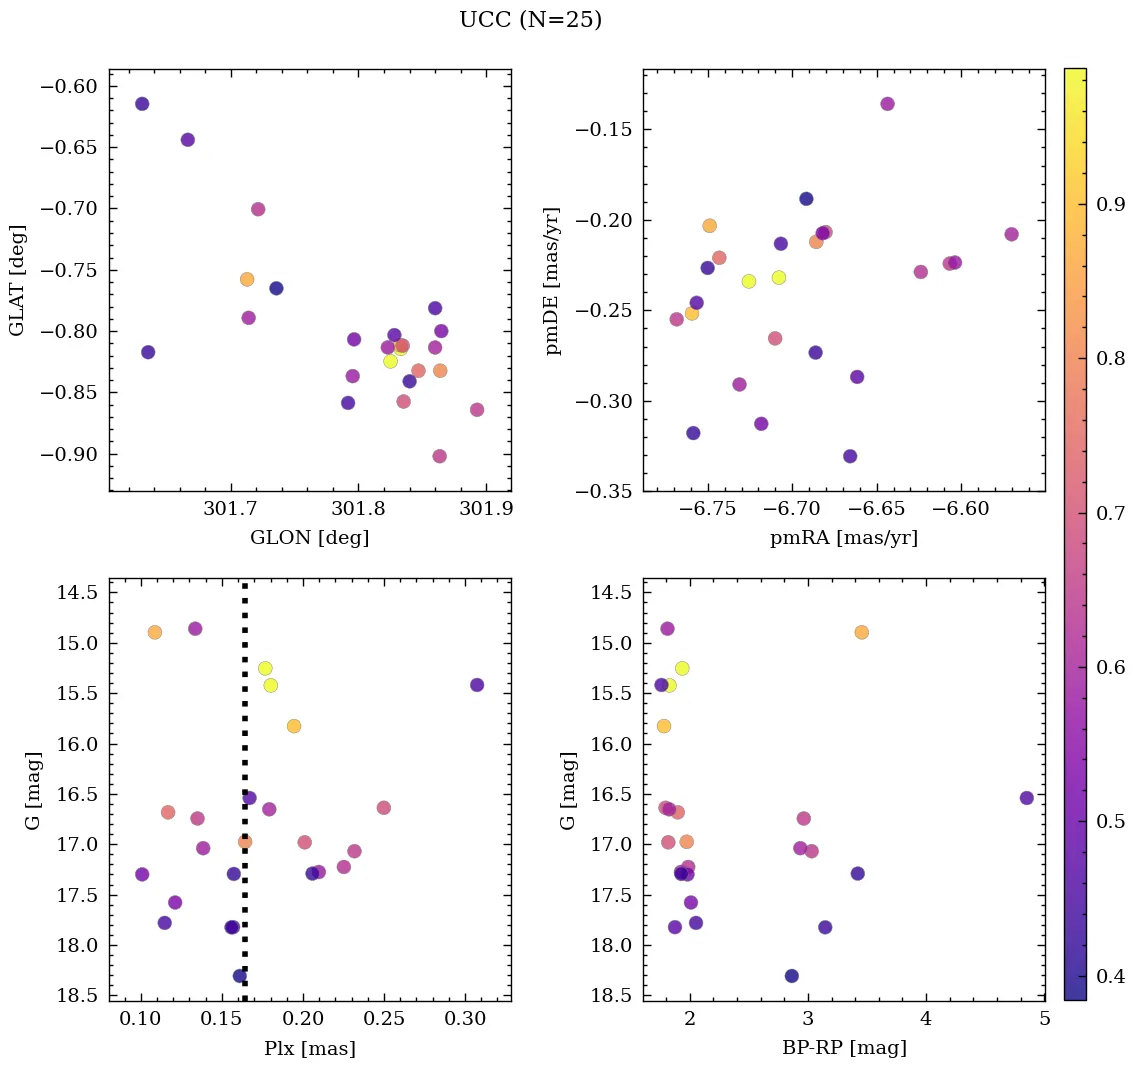 UCC (N=25)
−0.60
−0.65
−0.70
−0.75
−0.80
−0.85
−0.90
GLAT [deg]
301.7 301.8 301.9
GLON [deg]
−0.15
−0.20
−0.25
−0.30
−0.35
pmDE [mas/yr]
−6.75 −6.70 −6.65 −6.60
pmRA [mas/yr]
0.9
0.8
0.7
0.6
0.5
0.4
14.5
15.0
15.5
16.0
16.5
17.0
17.5
18.0
18.5
G [mag]
0.10 0.15 0.20 0.25 0.30
Plx [mas]
14.5
15.0
15.5
16.0
16.5
17.0
17.5
18.0
18.5
G [mag]
2 3 4 5
BP-RP [mag]